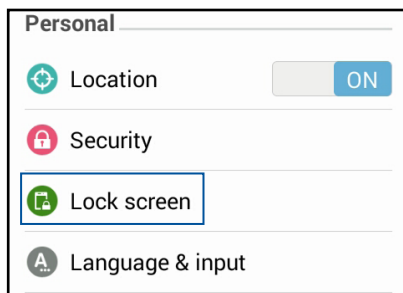 Personal
Location ON
Security
Lock screen
A Language & input